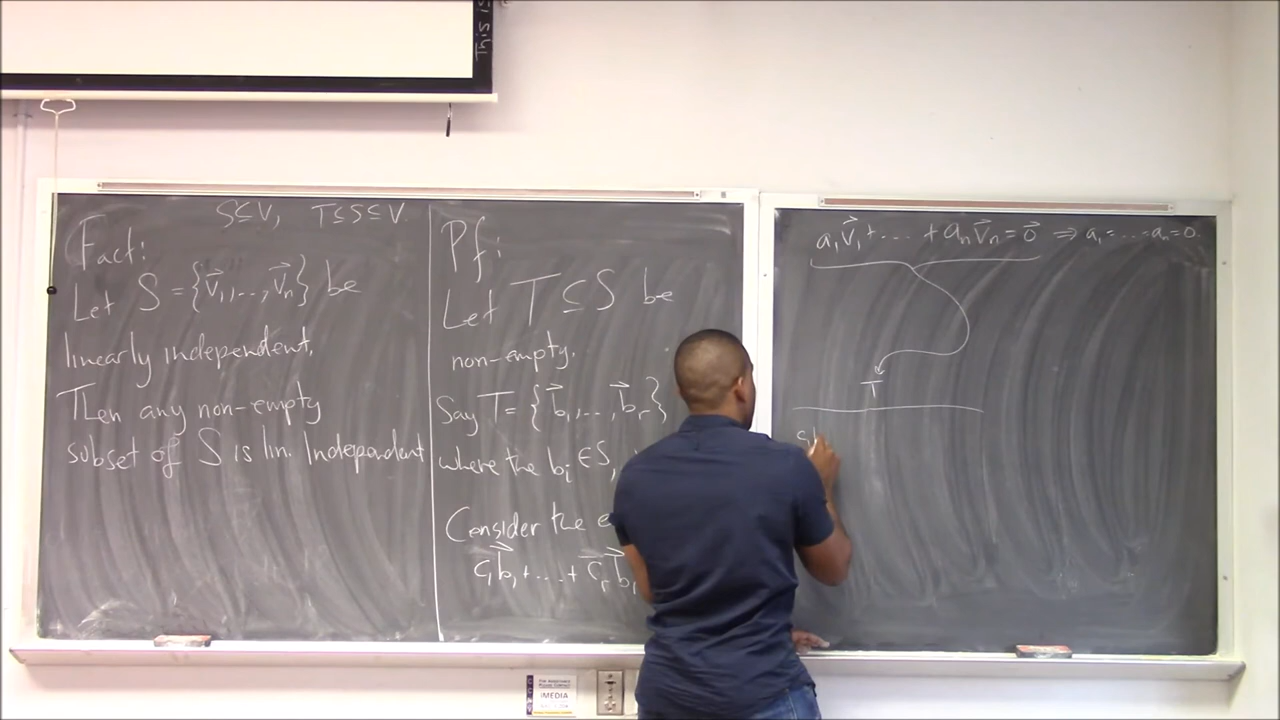 This is
S⊆V, T⊆S⊆V.
Fact:
Let S = {v⃗₁,...,v⃗ₙ} be
linearly independent.
Then any non-empty
subset of S is lin. Independent
Pf:
Let T ⊆ S be
non-empty.
Say T = {b⃗₁,...,b⃗ᵣ}
where the bᵢ ∈ S,
Consider the
c₁b⃗₁+...+c⃗ᵣb⃗
a₁v⃗₁+....+aₙv⃗ₙ=0⃗ ⇒ a₁=...=aₙ=0.
T
iMEDIA